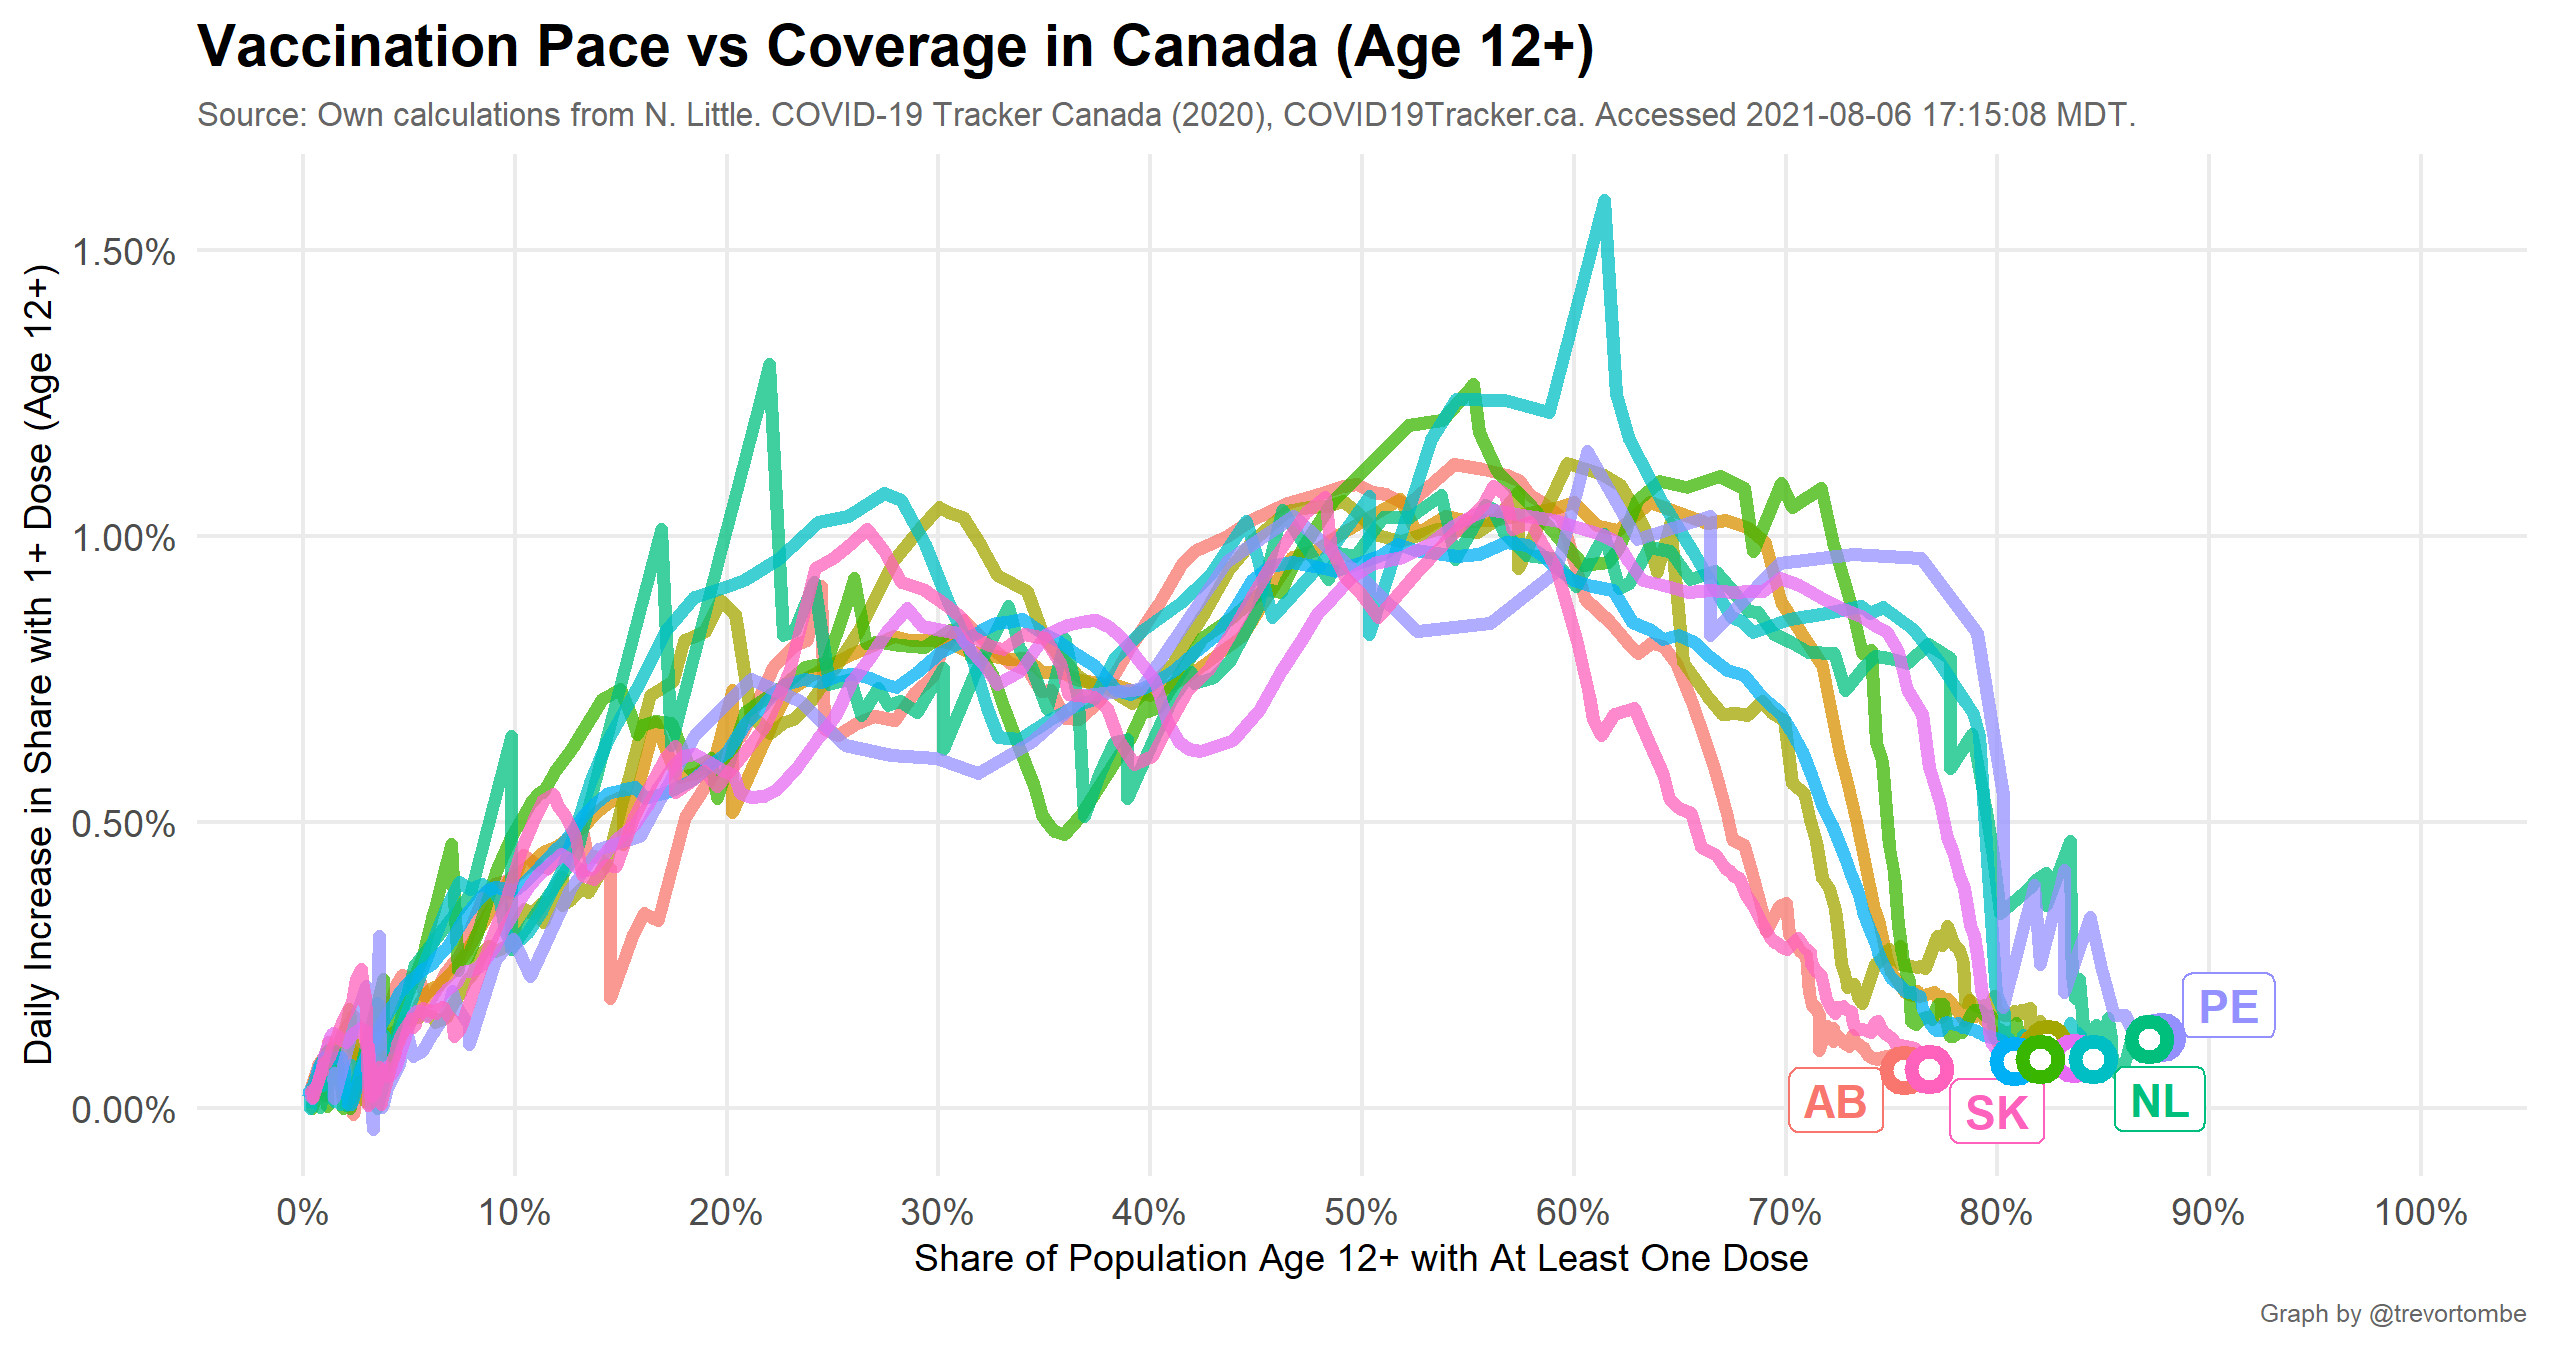 Vaccination Pace vs Coverage in Canada (Age 12+)
Source: Own calculations from N. Little. COVID-19 Tracker Canada (2020), COVID19Tracker.ca. Accessed 2021-08-06 17:15:08 MDT.
Daily Increase in Share with 1+ Dose (Age 12+)
1.50%
1.00%
0.50%
0.00%
PE
AB
SK
NL
0% 10% 20% 30% 40% 50% 60% 70% 80% 90% 100%
Share of Population Age 12+ with At Least One Dose
Graph by @trevortombe